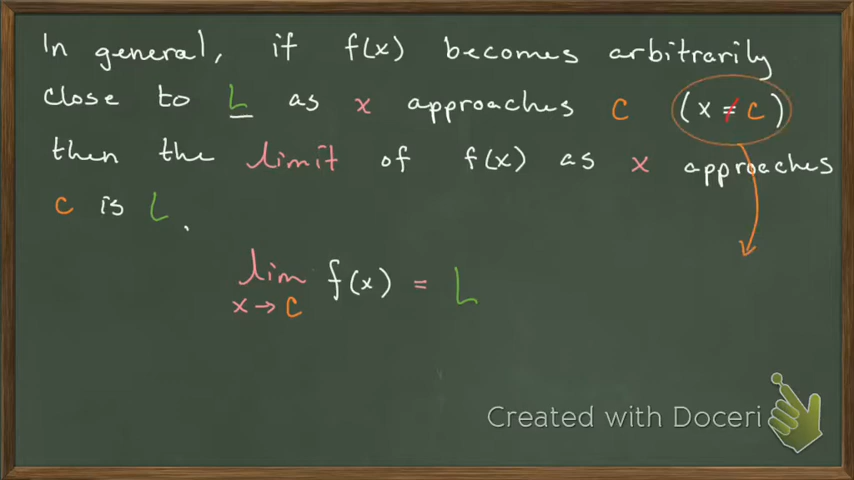 In general, if f(x) becomes arbitrarily
close to L as x approaches c (x ≠ c)
then the limit of f(x) as x approaches
c is L.
lim f(x) = L
x → c
Created with Doceri